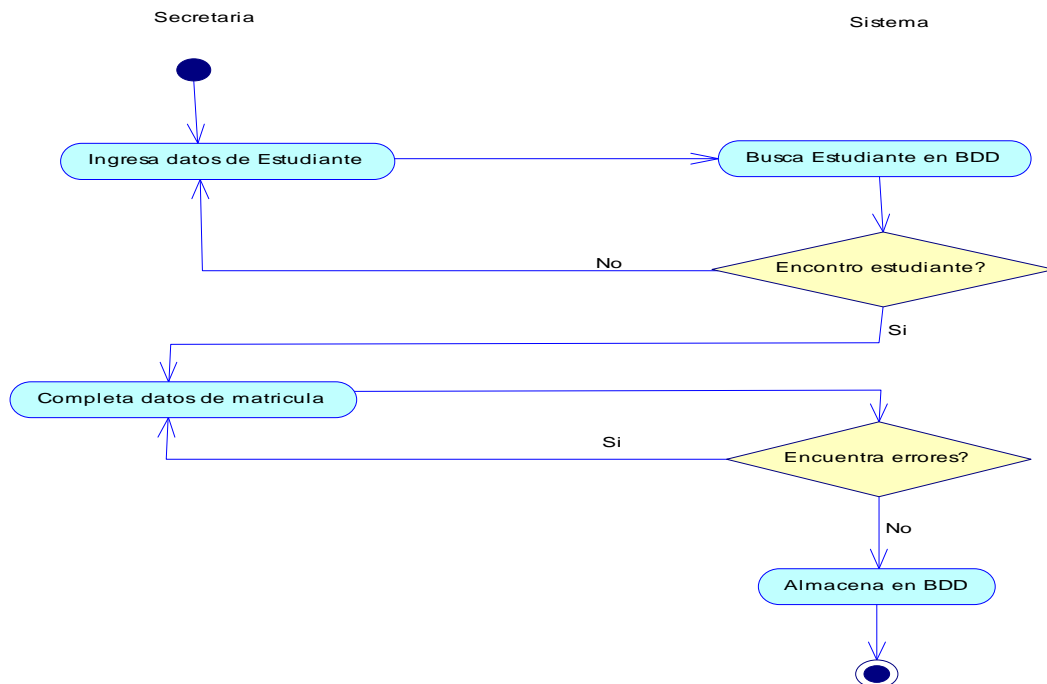 Secretaria
Sistema
Ingresa datos de Estudiante
Busca Estudiante en BDD
No
Encontro estudiante?
Si
Completa datos de matricula
Si
Encuentra errores?
No
Almacena en BDD